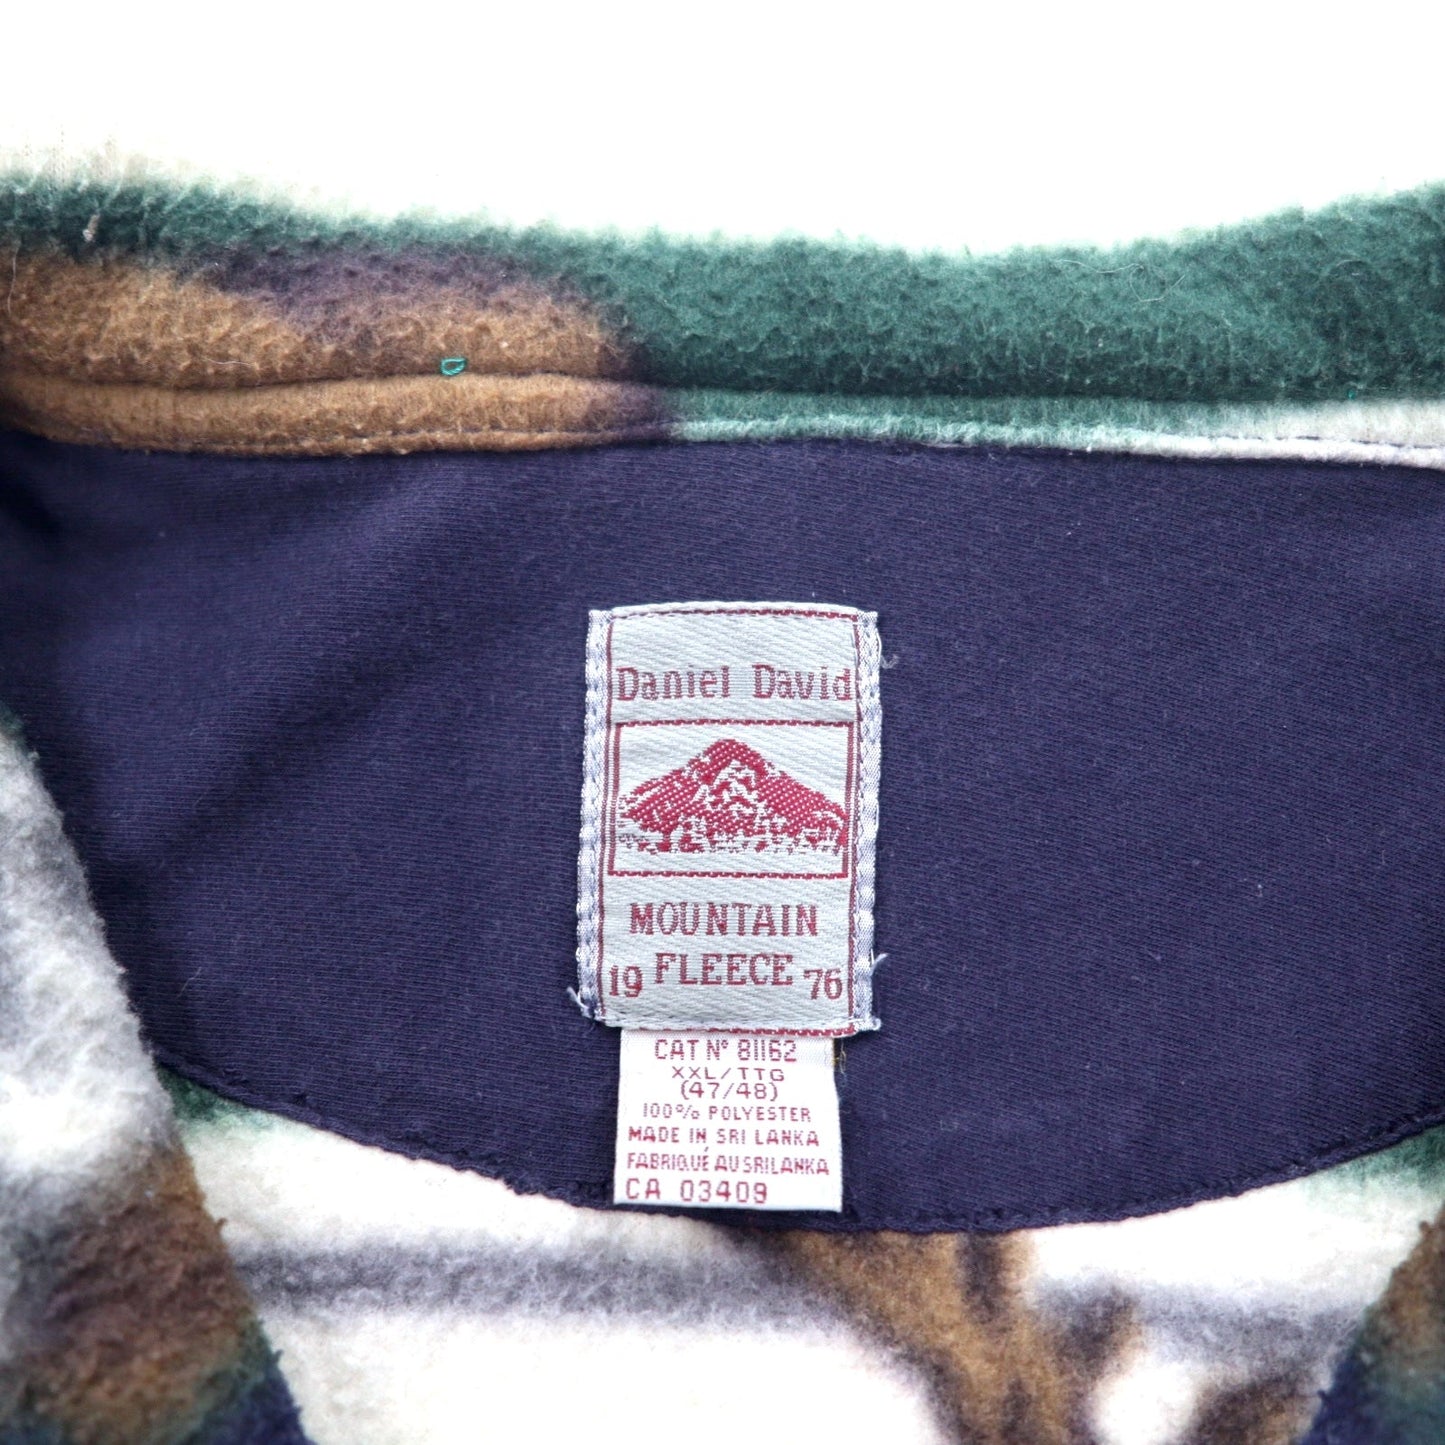 Daniel David
MOUNTAIN
19 FLEECE 76
CAT Nº 81162
XXL/TTG
(47/48)
100% POLYESTER
MADE IN SRI LANKA
FABRIQUÉ AU SRI LANKA
CA 03409